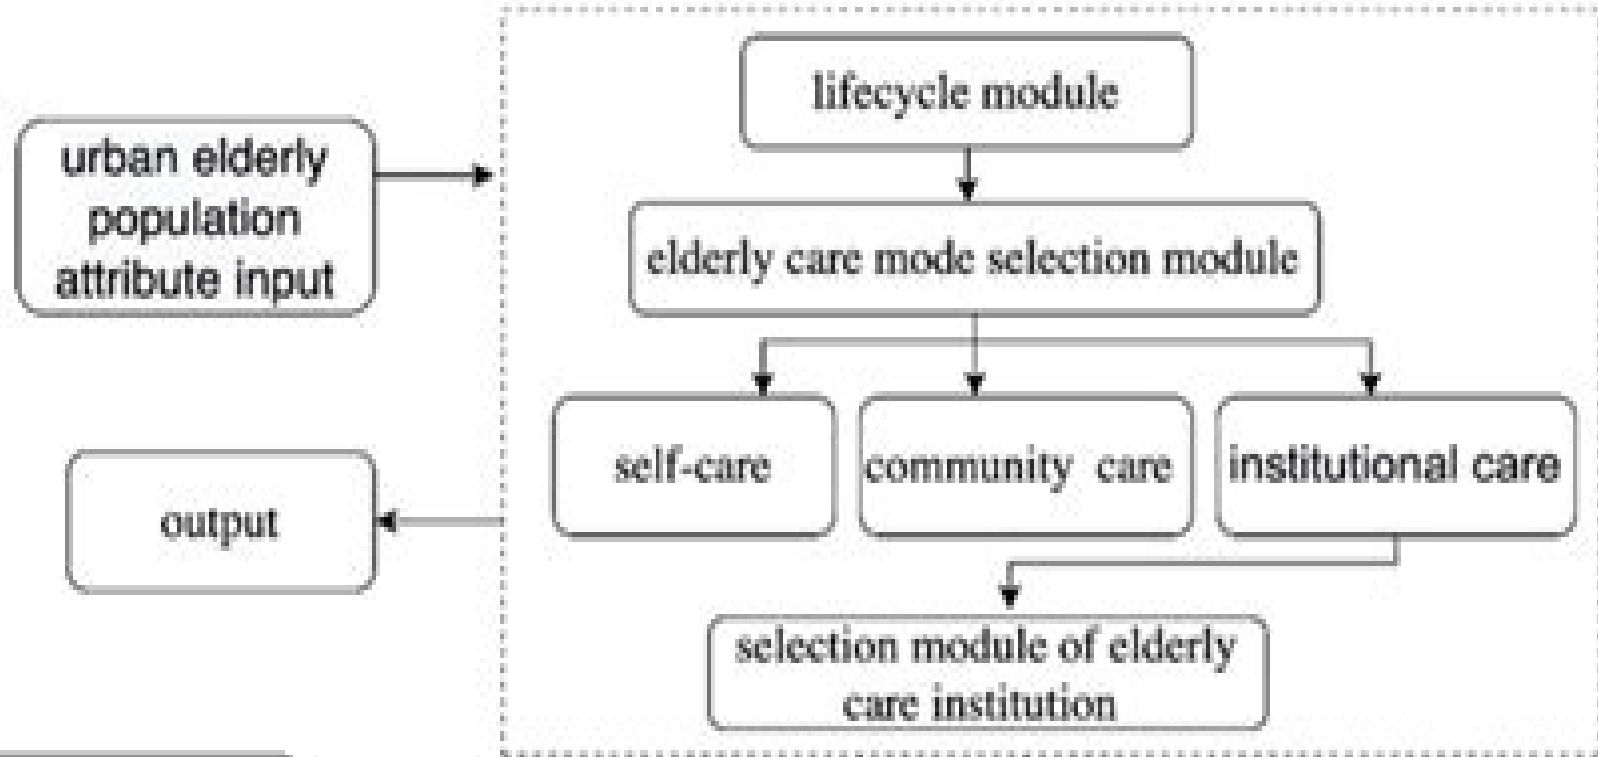 urban elderly
population
attribute input
output
lifecycle module
elderly care mode selection module
self-care
community care
institutional care
selection module of elderly
care institution